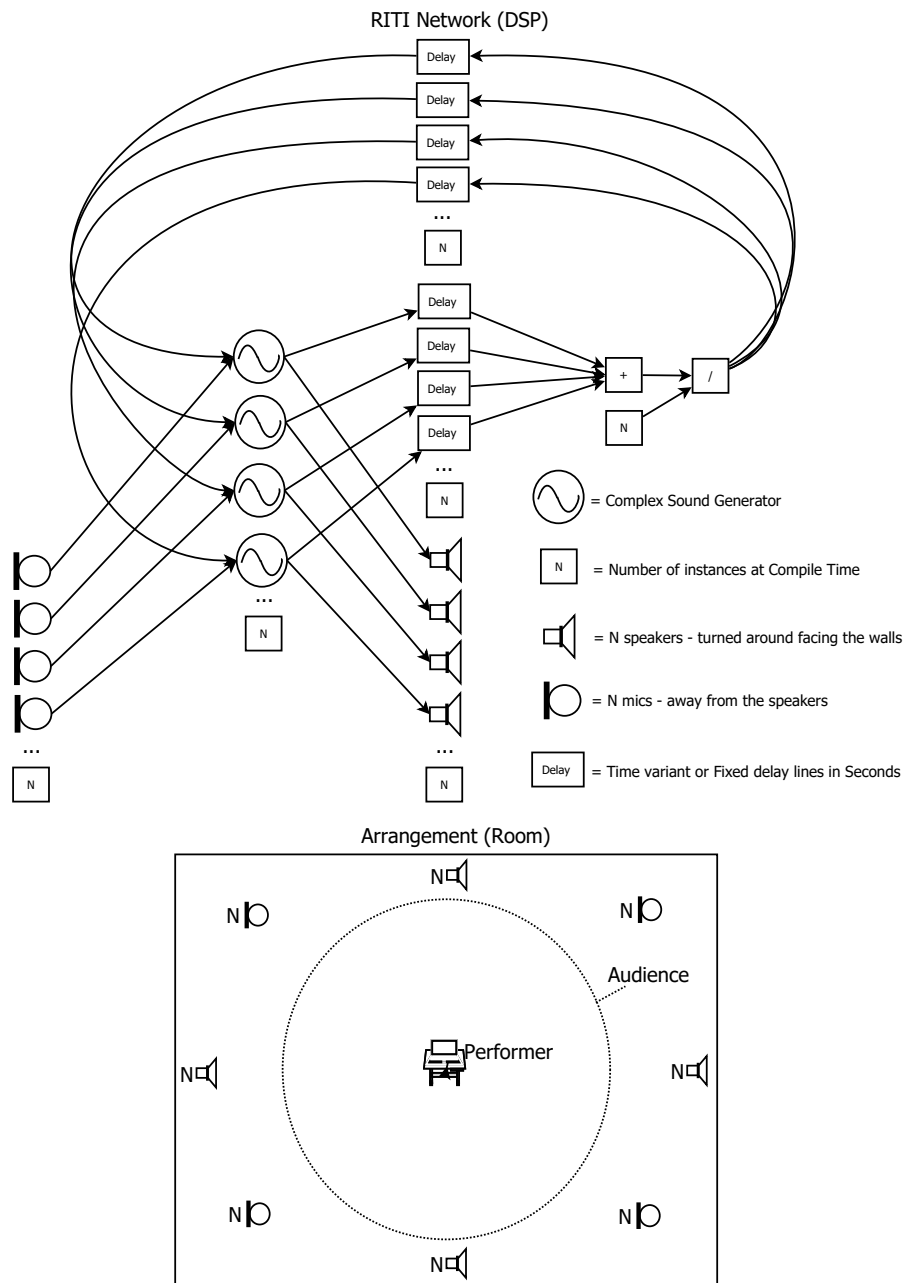 RITI Network (DSP)
Delay
Delay
Delay
Delay
...
N
Delay
Delay
Delay
Delay
...
N
+
/
N
...
N
...
N
...
N
= Complex Sound Generator
N
= Number of instances at Compile Time
= N speakers - turned around facing the walls
= N mics - away from the speakers
Delay
= Time variant or Fixed delay lines in Seconds
Arrangement (Room)
N
N
N
Audience
Performer
N
N
N
N
N